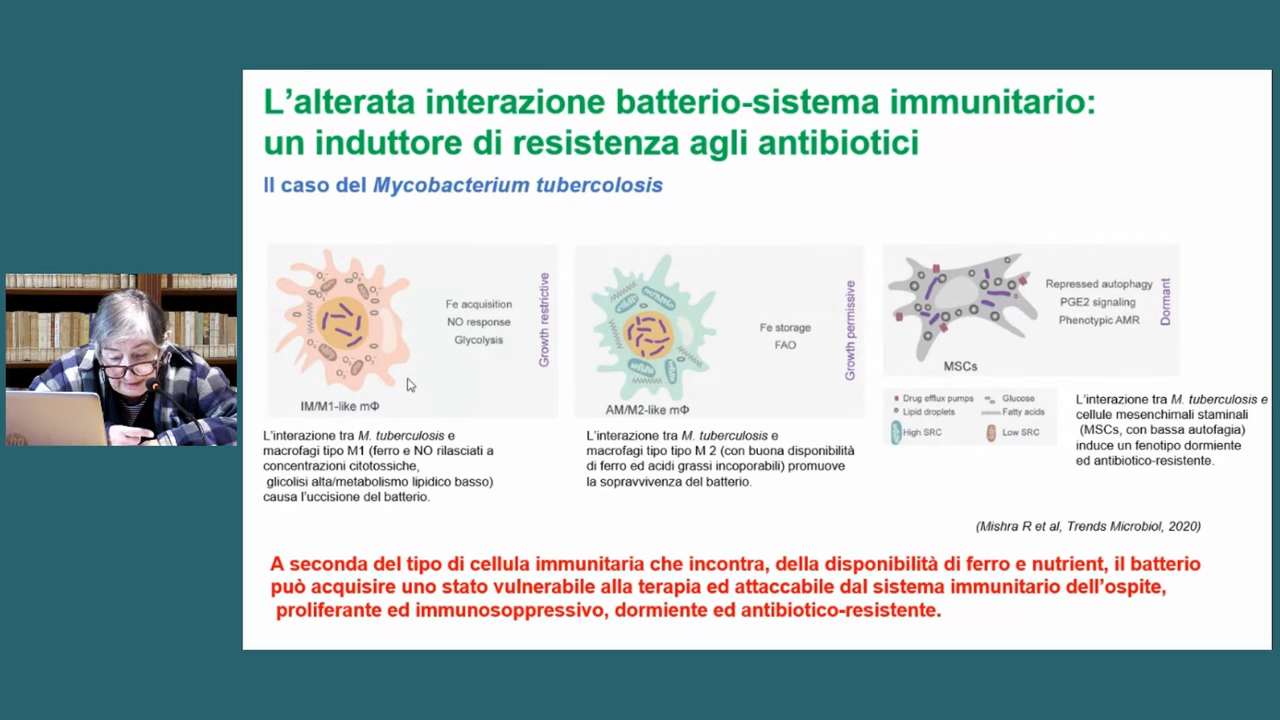 L'alterata interazione batterio-sistema immunitario:
un induttore di resistenza agli antibiotici
Il caso del Mycobacterium tubercolosis
Fe acquisition
NO response
Glycolysis
Growth restrictive
IM/M1-like mΦ
Fe storage
FAO
Growth permissive
AM/M2-like mΦ
Repressed autophagy
PGE2 signaling
Phenotypic AMR
Dormant
MSCs
Drug efflux pumps
Glucose
Lipid droplets
Fatty acids
High SRC
Low SRC
L'interazione tra M. tuberculosis e
macrofagi tipo M1 (ferro e NO rilasciati a
concentrazioni citotossiche,
glicolisi alta/metabolismo lipidico basso)
causa l'uccisione del batterio.
L'interazione tra M. tuberculosis e
macrofagi tipo tipo M 2 (con buona disponibilità
di ferro ed acidi grassi incoporabili) promuove
la sopravvivenza del batterio.
L'interazione tra M. tuberculosis e
cellule mesenchimali staminali
(MSCs, con bassa autofagia)
induce un fenotipo dormiente
ed antibiotico-resistente.
(Mishra R et al, Trends Microbiol, 2020)
A seconda del tipo di cellula immunitaria che incontra, della disponibilità di ferro e nutrient, il batterio
può acquisire uno stato vulnerabile alla terapia ed attaccabile dal sistema immunitario dell'ospite,
proliferante ed immunosoppressivo, dormiente ed antibiotico-resistente.